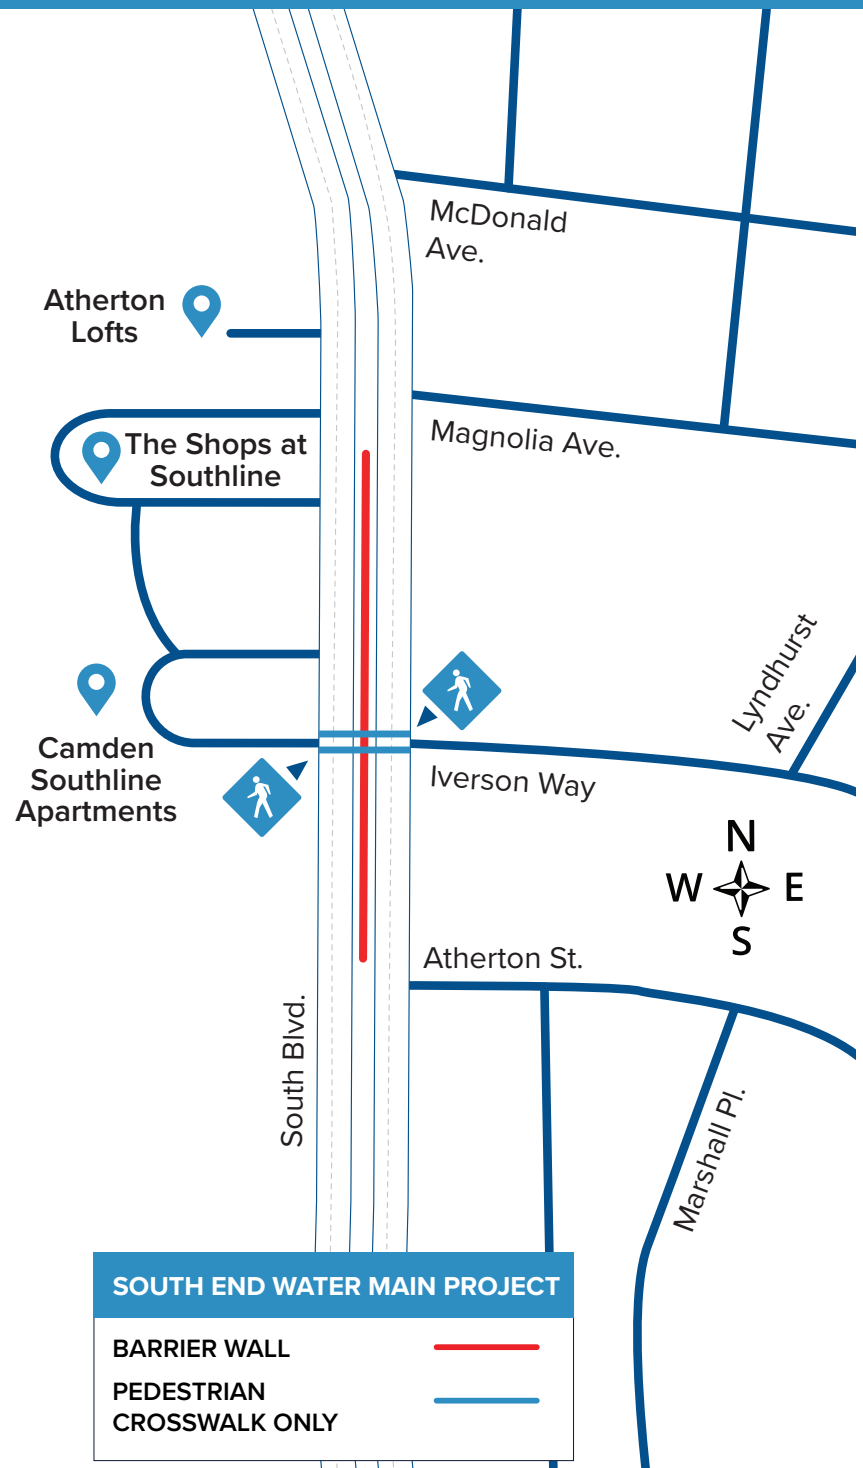 McDonald
Ave.
Atherton
Lofts
The Shops at
Southline
Magnolia Ave.
Lyndhurst
Ave.
Camden
Southline
Apartments
Iverson Way
N
W E
S
Atherton St.
South Blvd.
Marshall Pl.
SOUTH END WATER MAIN PROJECT
BARRIER WALL
PEDESTRIAN
CROSSWALK ONLY